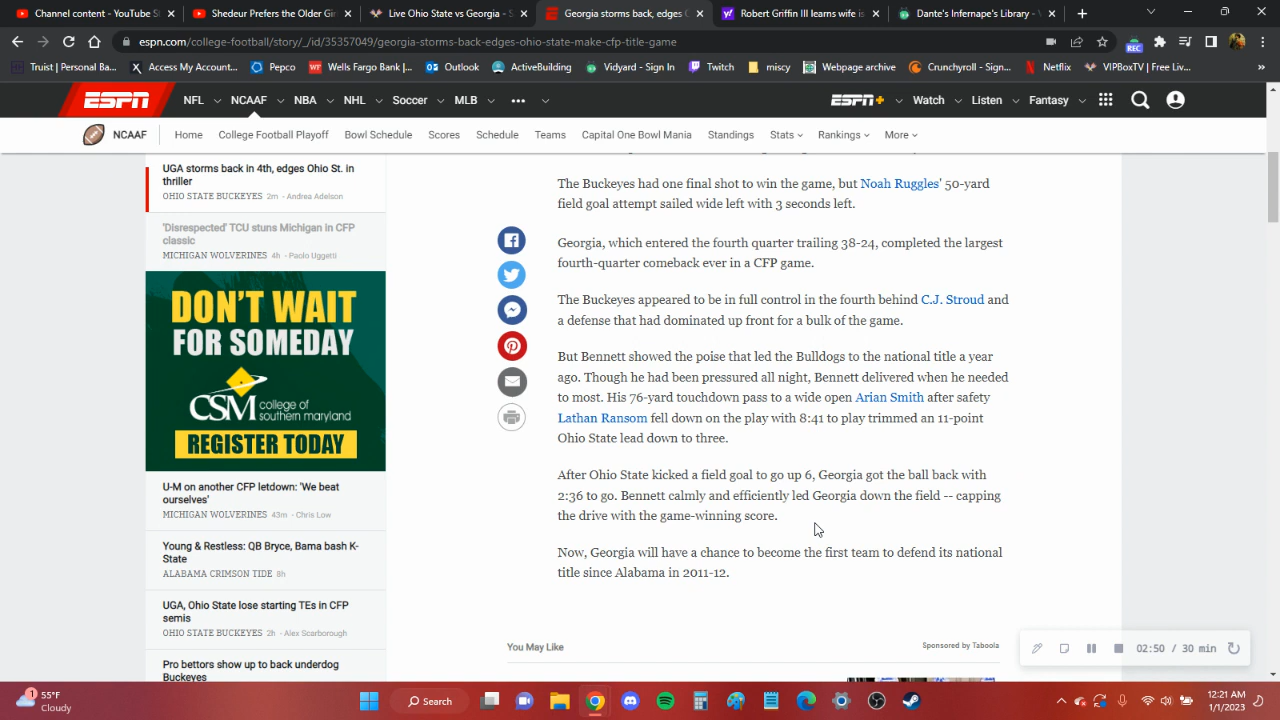 Content - YouTube S
Shedur Prefers the Older Gi
Live Ohio State vs Georgia - S
Georgia storms back, edges O
Robert Griffin III learns wife is
Dante's Infernape's Library - V
espn.com/college-football/story/_/id/35357049/georgia-storms-back-edges-ohio-state-make-cfp-title-game
Truist | Personal Ba...
Access My Account...
Pepco
Wells Fargo Bank |...
Outlook
ActiveBuilding
Vidyard - Sign In
Twitch
miscy
Webpage archive
Crunchyroll - Sign...
Netflix
VIPBoxTV | Free Liv...
REC
ESPN
NFL
NCAAF
NBA
NHL
Soccer
MLB
ESPN+
Watch
Listen
Fantasy
NCAAF
Home
College Football Playoff
Bowl Schedule
Scores
Schedule
Teams
Capital One Bowl Mania
Standings
Stats
Rankings
More
UGA storms back in 4th, edges Ohio St. in
thriller
OHIO STATE BUCKEYES 2m - Andrea Adelson
'Disrespected' TCU stuns Michigan in CFP
classic
MICHIGAN WOLVERINES 4h - Paolo Uggetti
DON'T WAIT
FOR SOMEDAY
CSM college of
southern maryland
REGISTER TODAY
U-M on another CFP letdown: 'We beat
ourselves'
MICHIGAN WOLVERINES 43m - Chris Low
Young & Restless: QB Bryce, Bama bash K-
State
ALABAMA CRIMSON TIDE 8h
UGA, Ohio State lose starting TEs in CFP
semis
OHIO STATE BUCKEYES 2h - Alex Scarborough
Pro bettors show up to back underdog
Buckeyes
The Buckeyes had one final shot to win the game, but Noah Ruggles' 50-yard
field goal attempt sailed wide left with 3 seconds left.
Georgia, which entered the fourth quarter trailing 38-24, completed the largest
fourth-quarter comeback ever in a CFP game.
The Buckeyes appeared to be in full control in the fourth behind C.J. Stroud and
a defense that had dominated up front for a bulk of the game.
But Bennett showed the poise that led the Bulldogs to the national title a year
ago. Though he had been pressured all night, Bennett delivered when he needed
to most. His 76-yard touchdown pass to a wide open Arian Smith after safety
Lathan Ransom fell down on the play with 8:41 to play trimmed an 11-point
Ohio State lead down to three.
After Ohio State kicked a field goal to go up 6, Georgia got the ball back with
2:36 to go. Bennett calmly and efficiently led Georgia down the field -- capping
the drive with the game-winning score.
Now, Georgia will have a chance to become the first team to defend its national
title since Alabama in 2011-12.
You May Like
Sponsored by Taboola
02:50 / 30 min
1
55°F
Cloudy
Search
12:21 AM
1/1/2023